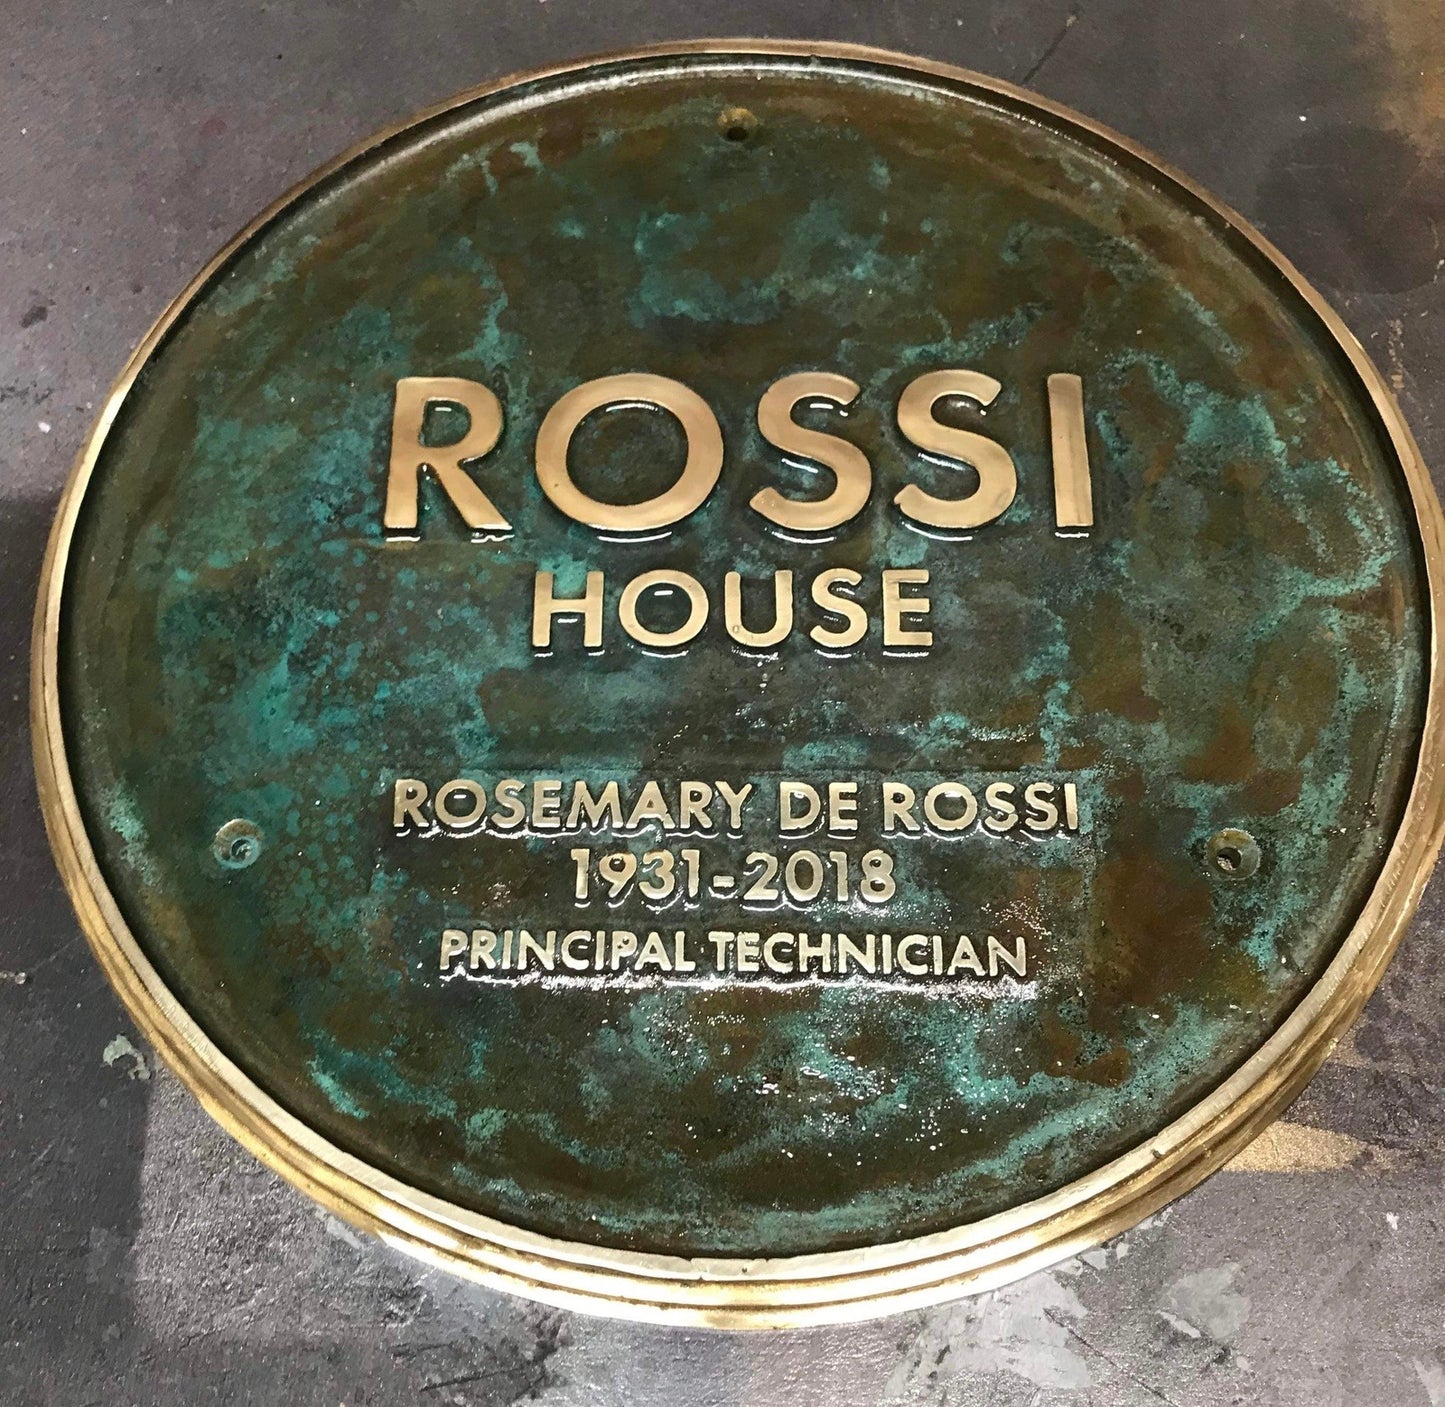 ROSSI
HOUSE
ROSEMARY DE ROSSI
1931-2018
PRINCIPAL TECHNICIAN